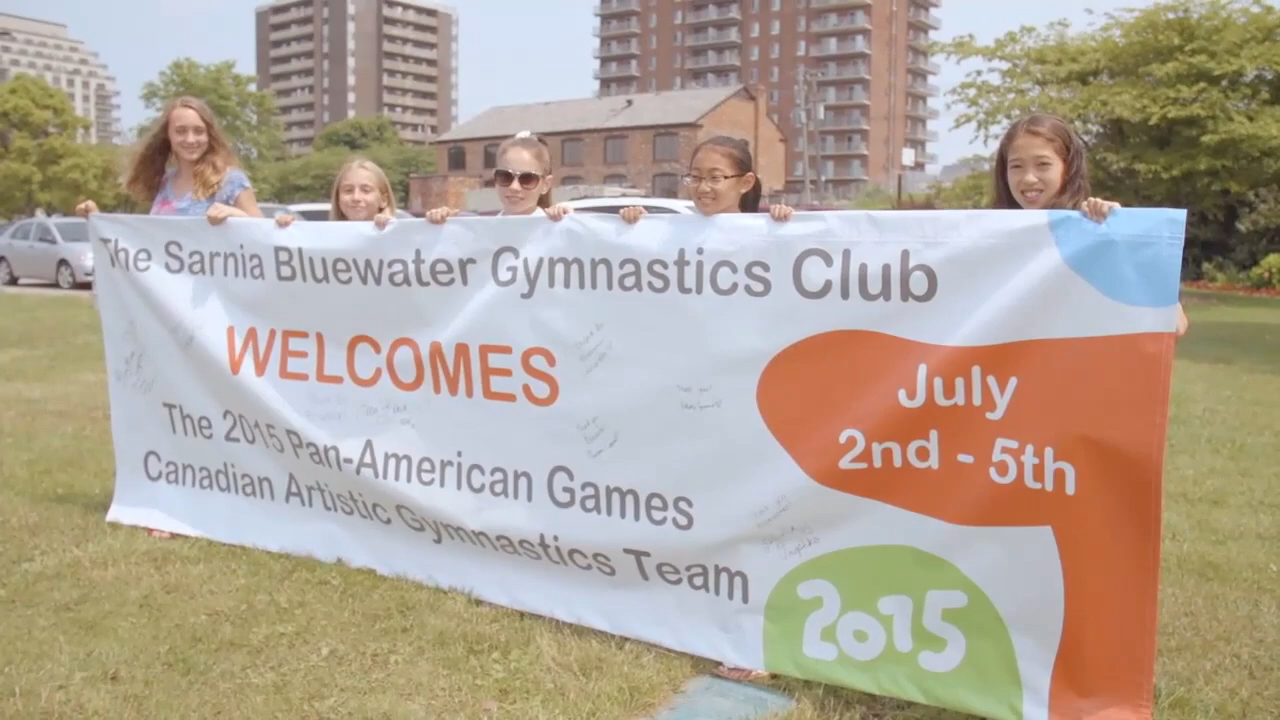 The Sarnia Bluewater Gymnastics Club
WELCOMES
The 2015 Pan-American Games
Canadian Artistic Gymnastics Team
July
2nd - 5th
2015